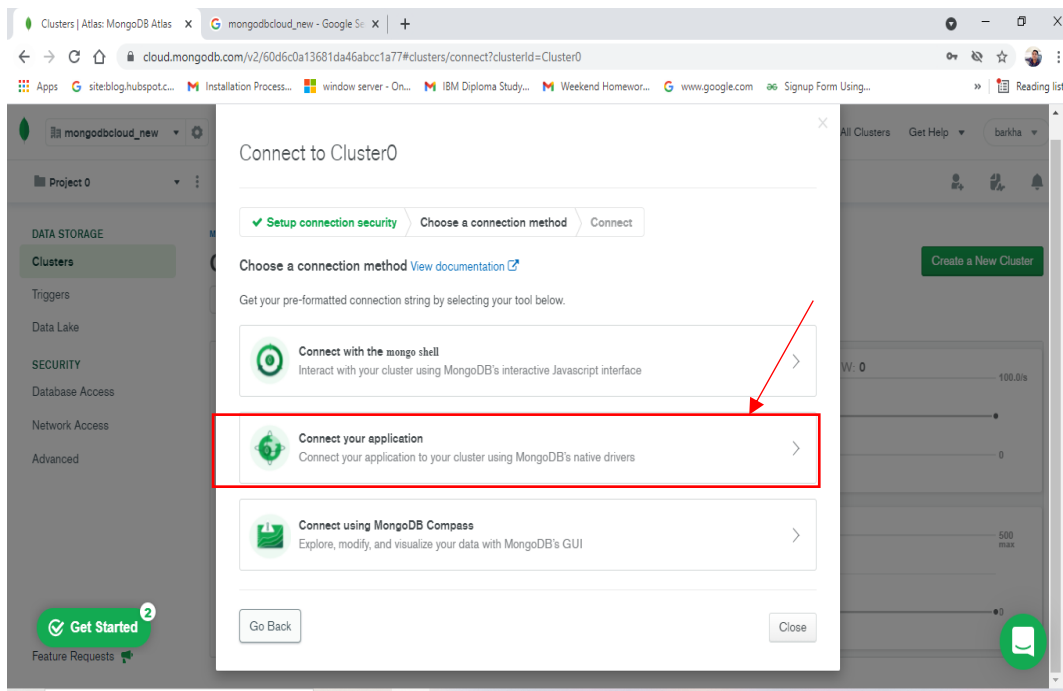 Clusters | Atlas: MongoDB Atlas
mongodbcloud_new - Google Se
cloud.mongodb.com/v2/60d6c0a13681da46abcc1a77#clusters/connect?clusterId=Cluster0
Apps site:blog.hubspot.c... Installation Process... window server - On... IBM Diploma Study... Weekend Homewor... www.google.com Signup Form Using... » Reading list
mongodbcloud_new
All Clusters Get Help barkha
Project 0
Connect to Cluster0
Setup connection security Choose a connection method Connect
DATA STORAGE
Clusters
Triggers
Data Lake
SECURITY
Database Access
Network Access
Advanced
Create a New Cluster
Choose a connection method View documentation
Get your pre-formatted connection string by selecting your tool below.
Connect with the mongo shell
Interact with your cluster using MongoDB's interactive Javascript interface
W: 0
100.0/s
0
Connect your application
Connect your application to your cluster using MongoDB's native drivers
Connect using MongoDB Compass
Explore, modify, and visualize your data with MongoDB's GUI
500
max
0
Go Back
Close
Get Started
2
Feature Requests